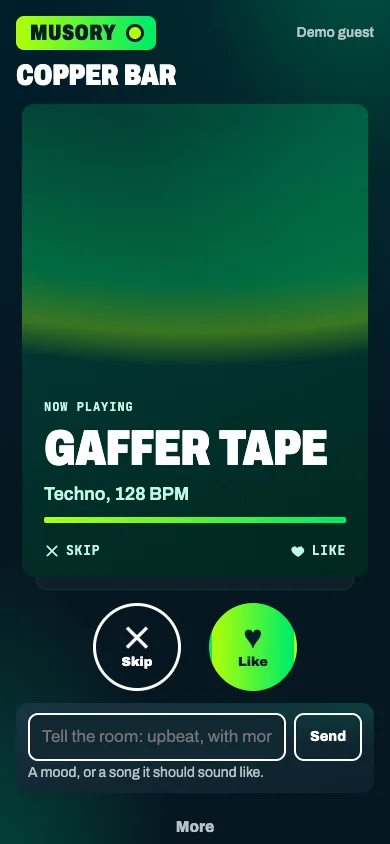 MUSORY
Demo guest
COPPER BAR
NOW PLAYING
GAFFER TAPE
Techno, 128 BPM
SKIP
LIKE
Skip
Like
Tell the room: upbeat, with mor
Send
A mood, or a song it should sound like.
More